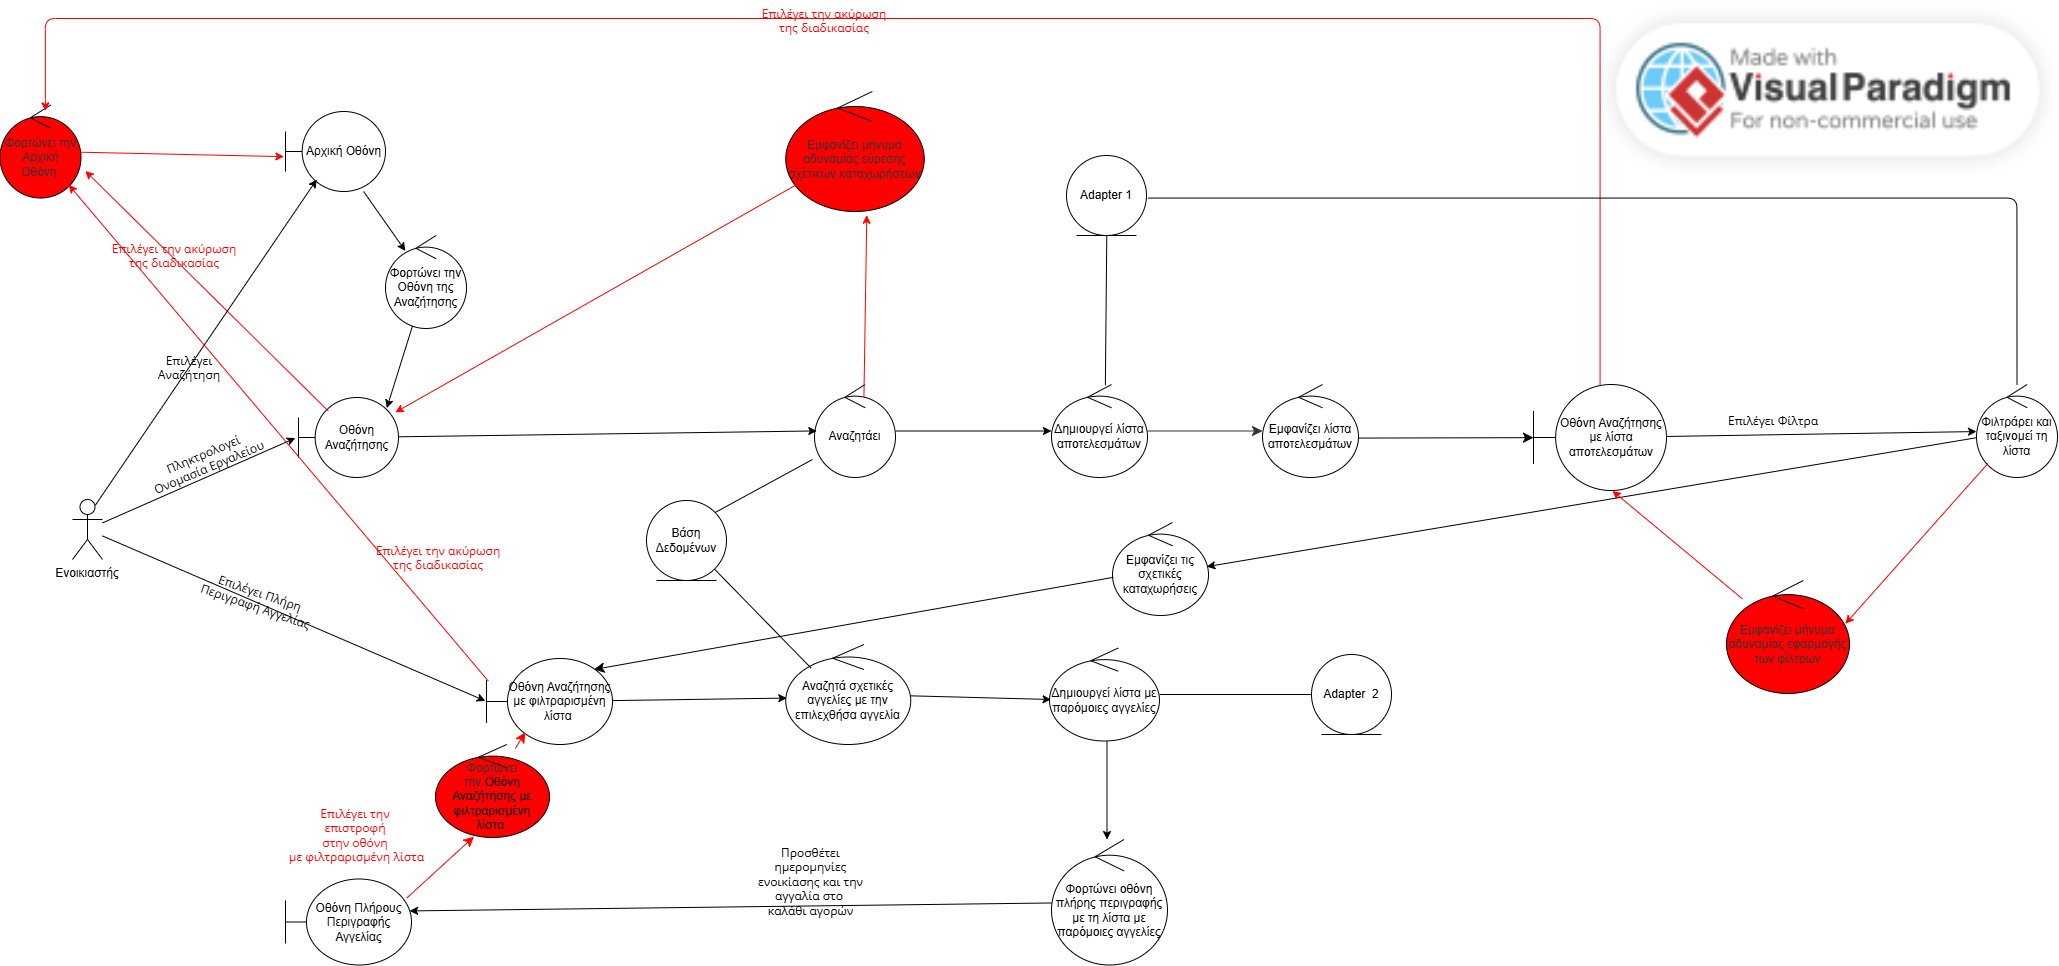 Επιλέγει την ακύρωση
της διαδικασίας
Made with
Visual Paradigm
For non-commercial use
Φορτώνει την
Αρχική
Οθόνη
Αρχική Οθόνη
Εμφανίζει μήνυμα
αδυναμίας εύρεσης
σχετικών καταχωρήσεων
Adapter 1
Επιλέγει την ακύρωση
της διαδικασίας
Φορτώνει την
Οθόνη της
Αναζήτησης
Επιλέγει
Αναζήτηση
Οθόνη
Αναζήτησης
Αναζητάει
Δημιουργεί λίστα
αποτελεσμάτων
Εμφανίζει λίστα
αποτελεσμάτων
Οθόνη Αναζήτησης
με λίστα
αποτελεσμάτων
Επιλέγει Φίλτρα
Φιλτράρει και
ταξινομεί τη
λίστα
Πληκτρολογεί
Ονομασία Εργαλείου
Ενοικιαστής
Βάση
Δεδομένων
Επιλέγει την ακύρωση
της διαδικασίας
Εμφανίζει τις
σχετικές
καταχωρήσεις
Επιλέγει Πλήρη
Περιγραφή Αγγελίας
Εμφανίζει μήνυμα
αδυναμίας εφαρμαγής
των φίλτρων
Οθόνη Αναζήτησης
με φιλτραρισμένη
λίστα
Αναζητά σχετικές
αγγελίες με την
επιλεχθήσα αγγελία
Δημιουργεί λίστα με
παρόμοιες αγγελίες
Adapter 2
Φορτώνει
την Οθόνη
Αναζήτησης με
φιλτραρισμένη
λίστα
Επιλέγει την
επιστροφή
στην οθόνη
με φιλτραρισμένη λίστα
Προσθέτει
ημερομηνίες
ενοικίασης και την
αγγαλία στο
καλάθι αγορών
Οθόνη Πλήρους
Περιγραφής
Αγγελίας
Φορτώνει οθόνη
πλήρης περιγραφής
με τη λίστα με
παρόμοιες αγγελίες